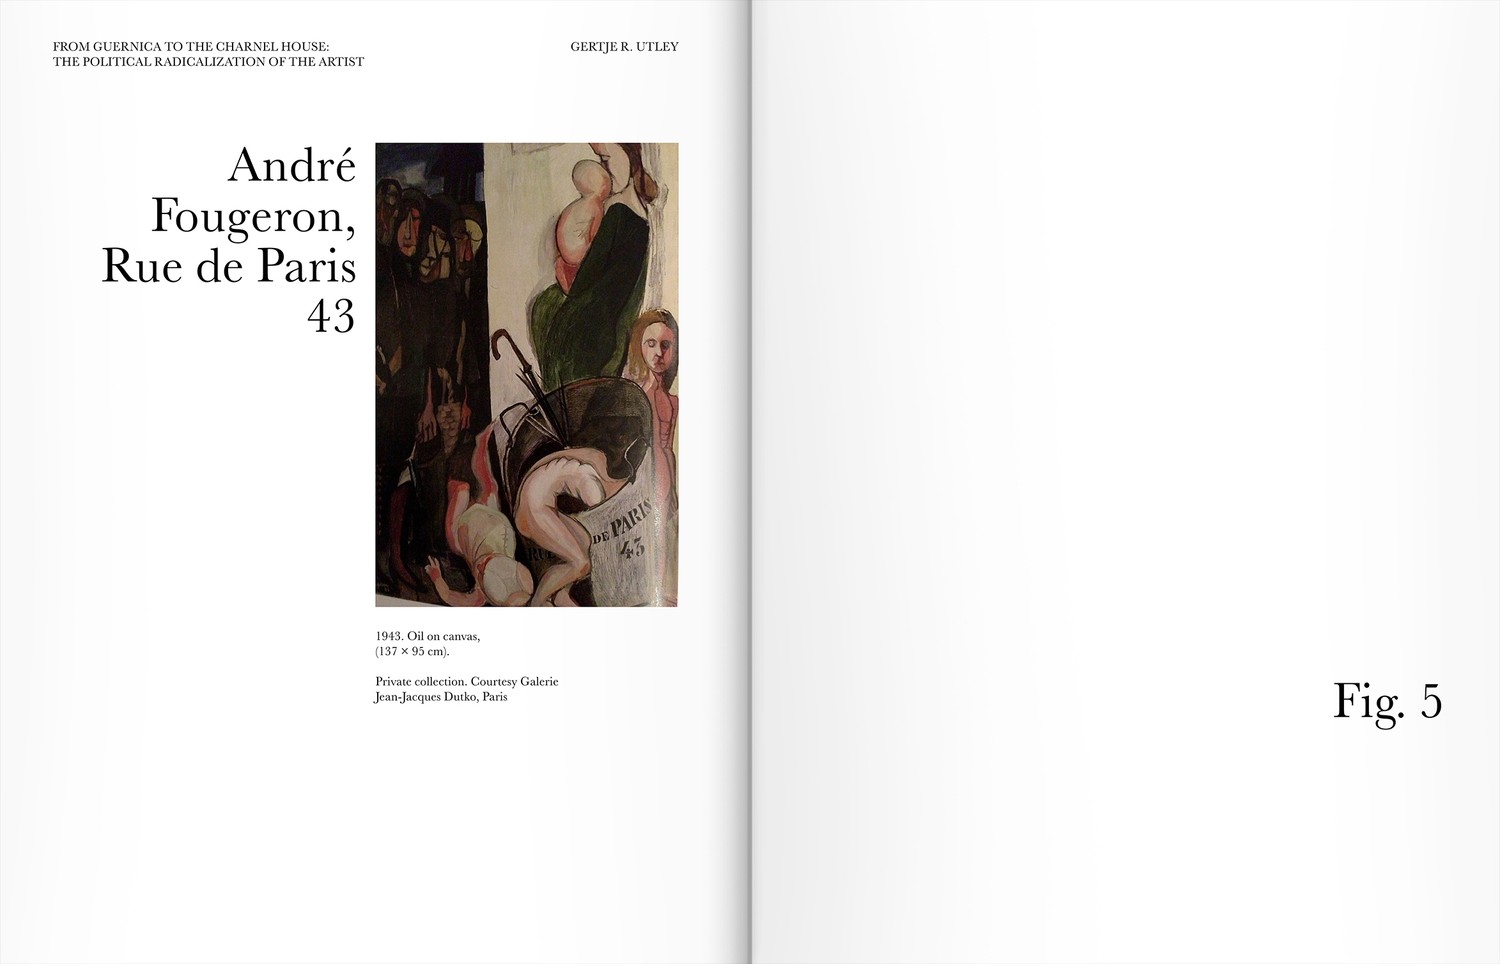 FROM GUERNICA TO THE CHARNEL HOUSE:
THE POLITICAL RADICALIZATION OF THE ARTIST
GERTJE R. UTLEY
André
Fougeron,
Rue de Paris
43
RUE DE PARIS
43
1943. Oil on canvas,
(137 × 95 cm).
Private collection. Courtesy Galerie
Jean-Jacques Dutko, Paris
Fig. 5